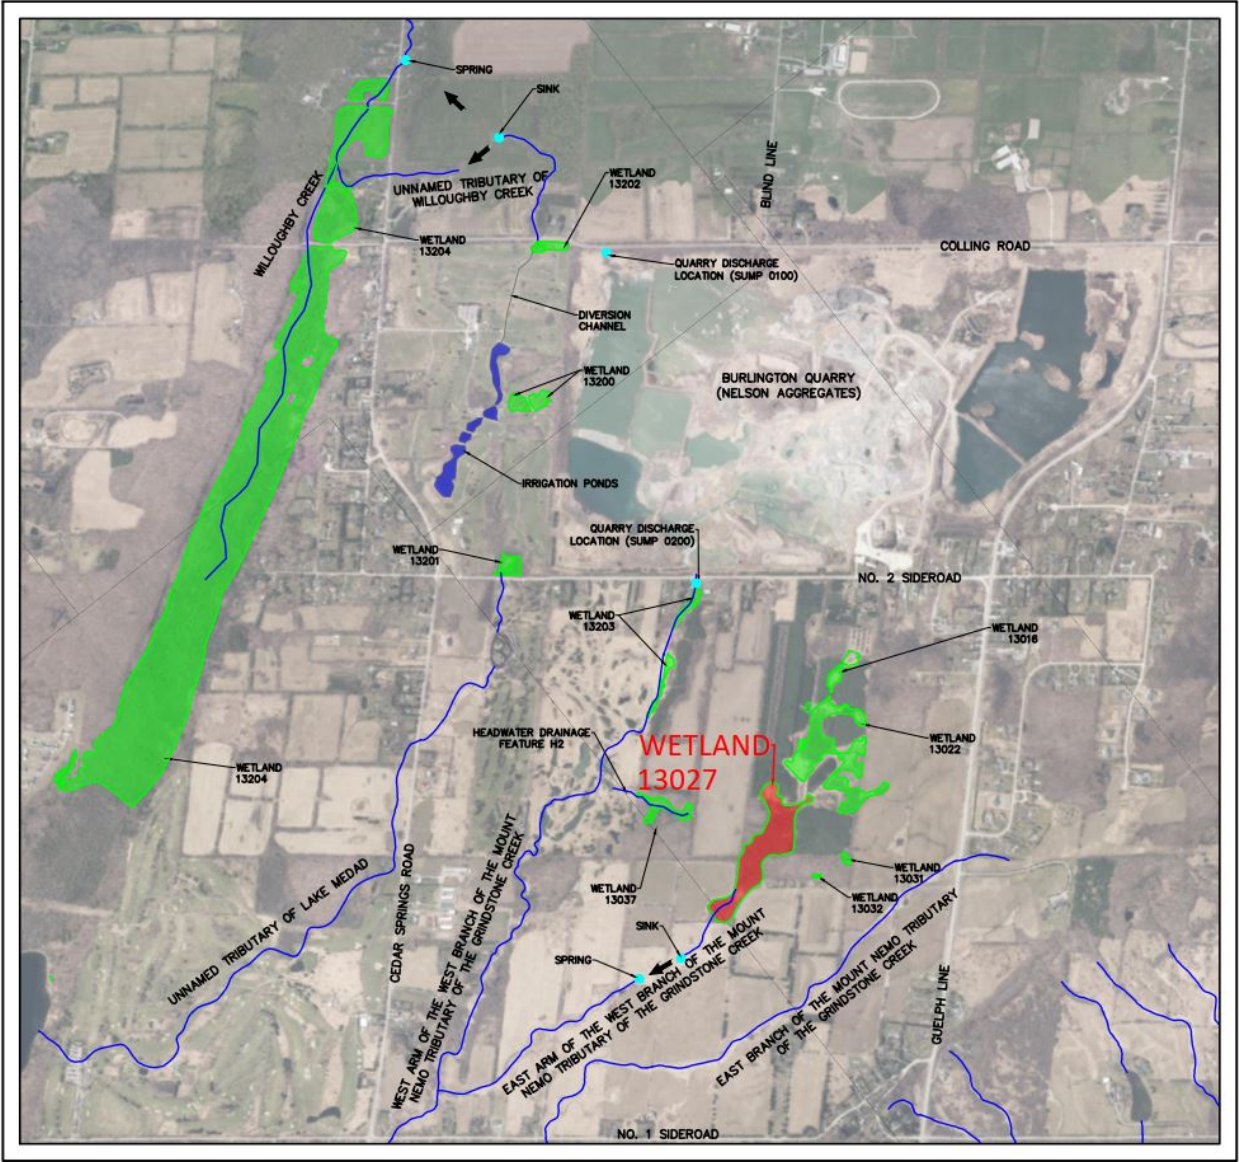 SPRING
SINK
BLIND LINE
WETLAND
13202
UNNAMED TRIBUTARY OF
WILLOUGHBY CREEK
WILLOUGHBY CREEK
WETLAND
13204
COLLING ROAD
QUARRY DISCHARGE
LOCATION (SUMP 0100)
DIVERSION
CHANNEL
WETLAND
13200
BURLINGTON QUARRY
(NELSON AGGREGATES)
IRRIGATION PONDS
QUARRY DISCHARGE
LOCATION (SUMP 0200)
WETLAND
13201
NO. 2 SIDEROAD
WETLAND
13203
WETLAND
13016
HEADWATER DRAINAGE
FEATURE H2
WETLAND
13027
WETLAND
13022
WETLAND
13204
WETLAND
13031
WETLAND
13032
WETLAND
13037
UNNAMED TRIBUTARY OF LAKE MEDAD
CEDAR SPRINGS ROAD
WEST ARM OF THE WEST BRANCH OF THE MOUNT
NEMO TRIBUTARY OF THE GRINDSTONE CREEK
SINK
SPRING
EAST ARM OF THE WEST BRANCH OF THE MOUNT
NEMO TRIBUTARY OF THE GRINDSTONE CREEK
EAST BRANCH OF THE MOUNT NEMO TRIBUTARY
OF THE GRINDSTONE CREEK
GUELPH LINE
NO. 1 SIDEROAD